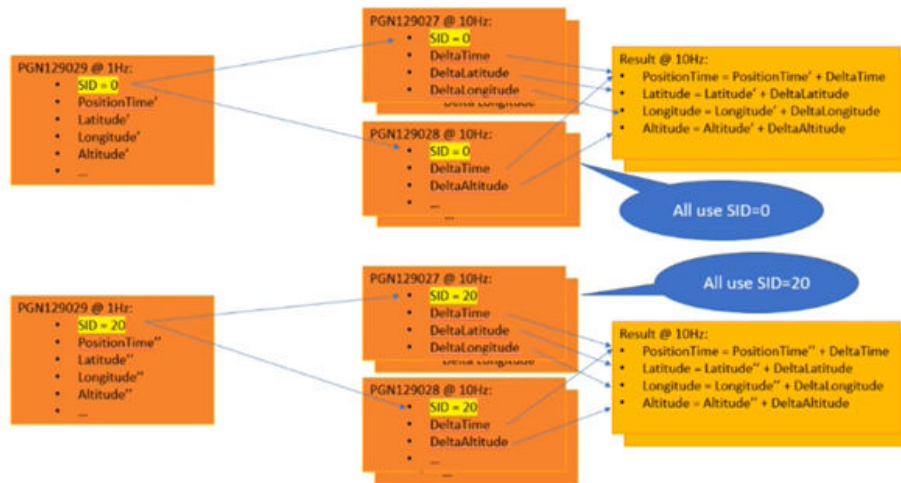 PGN129029 @ 1Hz:
• SID = 0
• PositionTime'
• Latitude'
• Longitude'
• Altitude'
• ...
PGN129027 @ 10Hz:
• SID = 0
• DeltaTime
• DeltaLatitude
• DeltaLongitude
Delta Longitude
PGN129028 @ 10Hz:
• SID = 0
• DeltaTime
• DeltaAltitude
• ...
...
Result @ 10Hz:
• PositionTime = PositionTime' + DeltaTime
• Latitude = Latitude' + DeltaLatitude
• Longitude = Longitude' + DeltaLongitude
• Altitude = Altitude' + DeltaAltitude
All use SID=0
PGN129029 @ 1Hz:
• SID = 20
• PositionTime''
• Latitude''
• Longitude''
• Altitude''
• ...
PGN129027 @ 10Hz:
• SID = 20
• DeltaTime
• DeltaLatitude
• DeltaLongitude
Delta Longitude
PGN129028 @ 10Hz:
• SID = 20
• DeltaTime
• DeltaAltitude
• ...
• ...
All use SID=20
Result @ 10Hz:
• PositionTime = PositionTime'' + DeltaTime
• Latitude = Latitude'' + DeltaLatitude
• Longitude = Longitude'' + DeltaLongitude
• Altitude = Altitude'' + DeltaAltitude